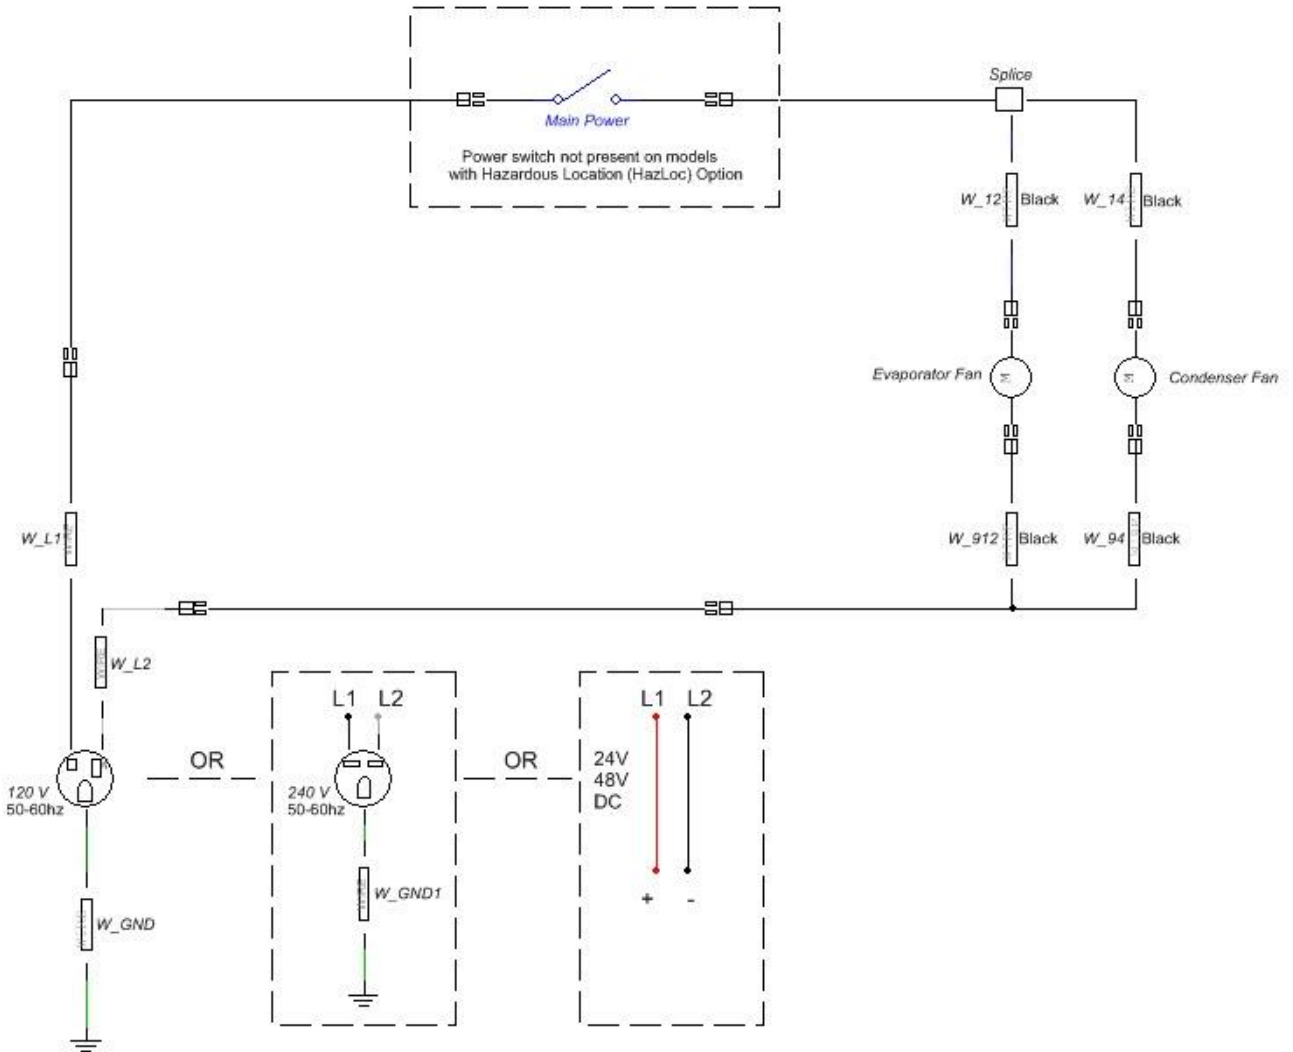 Splice
Main Power
Power switch not present on models
with Hazardous Location (HazLoc) Option
W_12
Black
W_14
Black
Evaporator Fan
M
M
Condenser Fan
W_L1
W_912
Black
W_94
Black
W_L2
WIRE
L1 L2
L1 L2
OR
OR
120 V
50-60hz
240 V
50-60hz
24V
48V
DC
W_GND1
+ -
W_GND